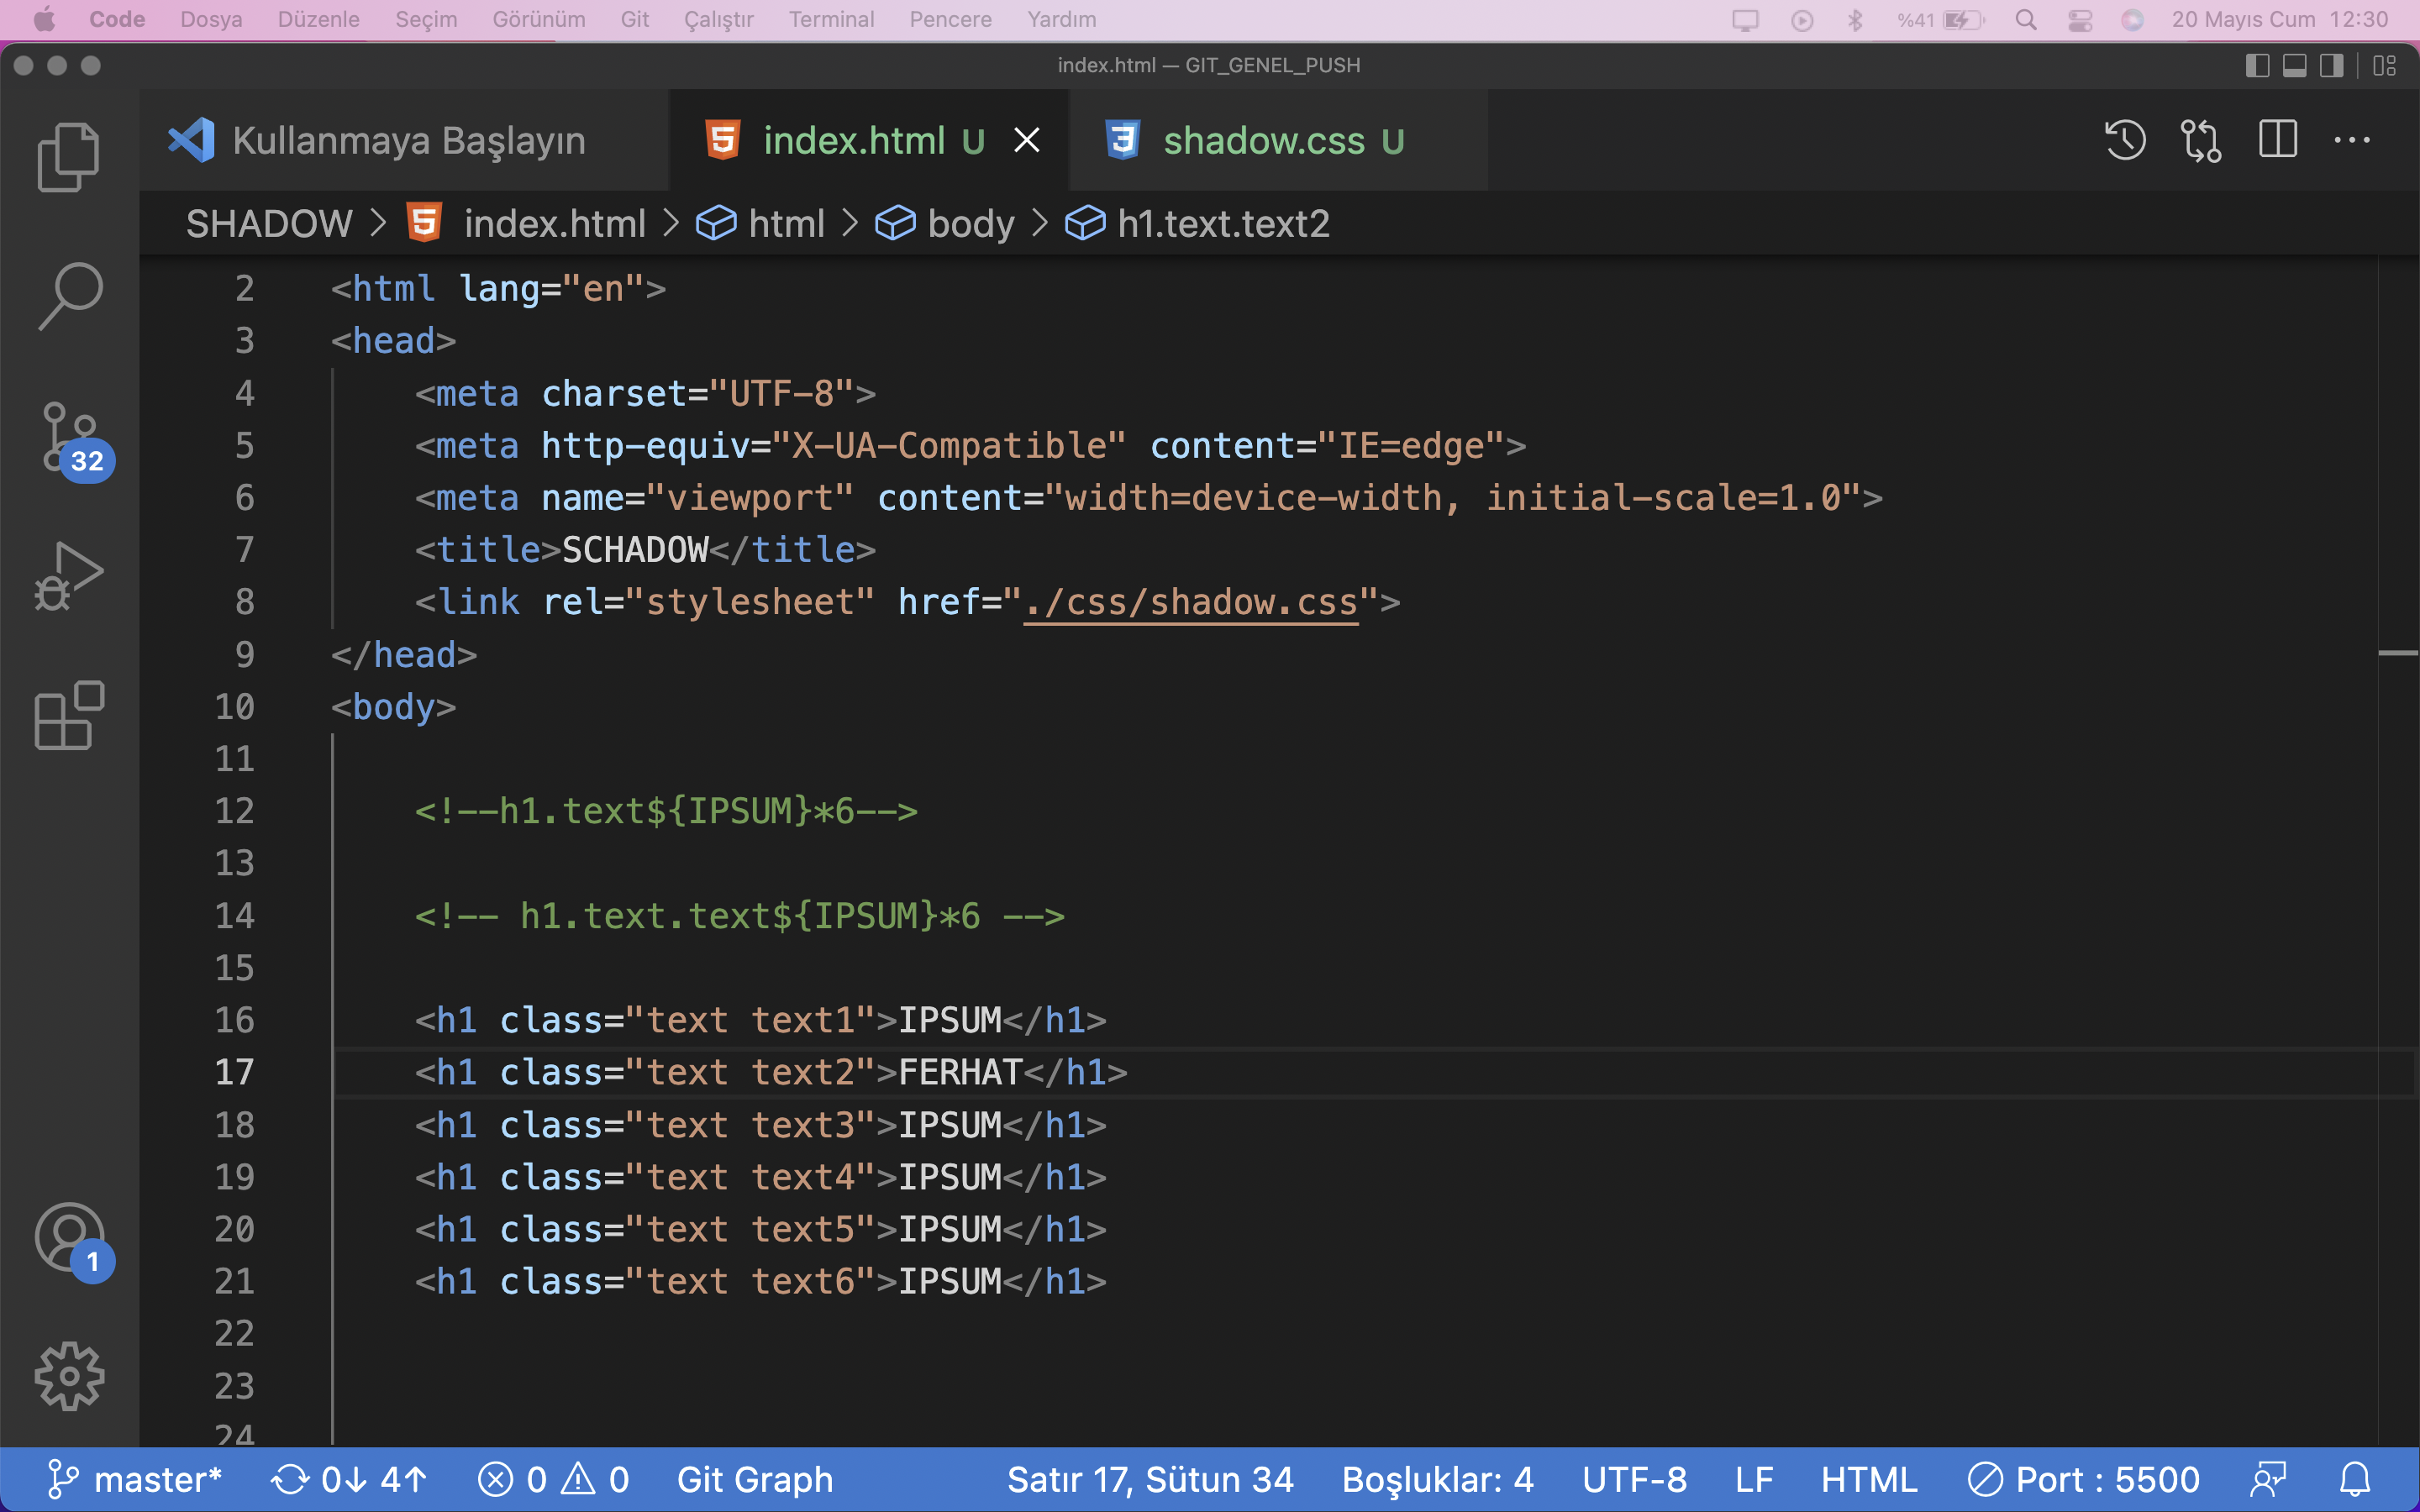 Code Dosya Düzenle Seçim Görünüm Git Çalıştır Terminal Pencere Yardım %41 20 Mayıs Cum 12:30
index.html — GIT_GENEL_PUSH
Kullanmaya Başlayın index.html U shadow.css U
SHADOW > index.html > html > body > h1.text.text2
2 <html lang="en">
3 <head>
4 <meta charset="UTF-8">
5 <meta http-equiv="X-UA-Compatible" content="IE=edge">
6 <meta name="viewport" content="width=device-width, initial-scale=1.0">
7 <title>SCHADOW</title>
8 <link rel="stylesheet" href="./css/shadow.css">
9 </head>
10 <body>
11
12 <!--h1.text${IPSUM}*6-->
13
14 <!-- h1.text.text${IPSUM}*6 -->
15
16 <h1 class="text text1">IPSUM</h1>
17 <h1 class="text text2">FERHAT</h1>
18 <h1 class="text text3">IPSUM</h1>
19 <h1 class="text text4">IPSUM</h1>
20 <h1 class="text text5">IPSUM</h1>
21 <h1 class="text text6">IPSUM</h1>
22
23
24
32
1
master* 0↓ 4↑ 0 0 Git Graph Satır 17, Sütun 34 Boşluklar: 4 UTF-8 LF HTML Port : 5500